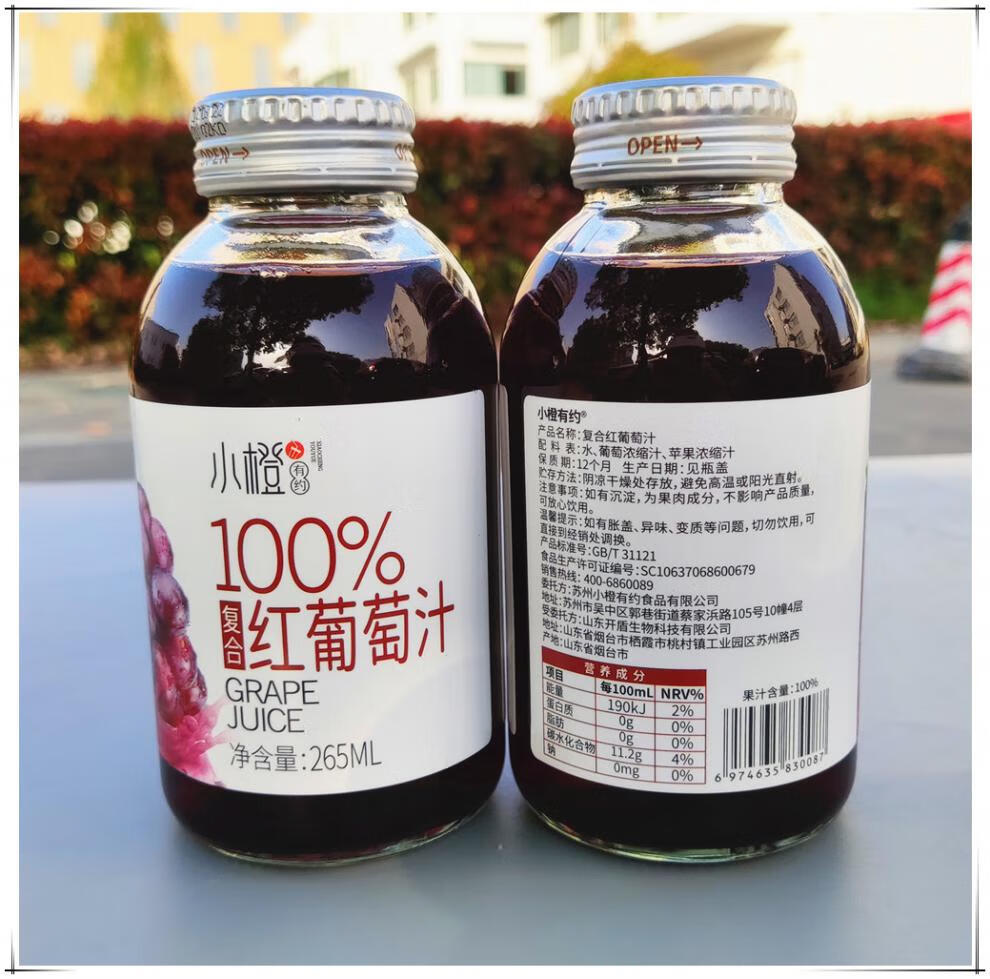 OPEN→
小橙
有约
XIAOCHENG
YOUYUE
100%
复合
红葡萄汁
GRAPE
JUICE
净含量:265ML
OPEN→
小橙有约®
产品名称:复合红葡萄汁
配 料 表:水、葡萄浓缩汁、苹果浓缩汁
保 质 期:12个月 生产日期:见瓶盖
贮存方法:阴凉干燥处存放,避免高温或阳光直射。
注意事项:如有沉淀,为果肉成分,不影响产品质量,
可放心饮用。
温馨提示:如有胀盖、异味、变质等问题,切勿饮用,可
直接到经销处调换。
产品标准号:GB/T 31121
食品生产许可证编号:SC10637068600679
销售热线:400-6860089
委托方:苏州小橙有约食品有限公司
地址:苏州市吴中区郭巷街道蔡家浜路105号10幢4层
受委托方:山东开盾生物科技有限公司
地址:山东省烟台市栖霞市桃村镇工业园区苏州路西
产地:山东省烟台市
营养成分
项目 每100mL NRV%
能量 190kJ 2%
蛋白质 0g 0%
脂肪 0g 0%
碳水化合物 11.2g 4%
钠 0mg 0%
果汁含量:100%
6 974635 830087